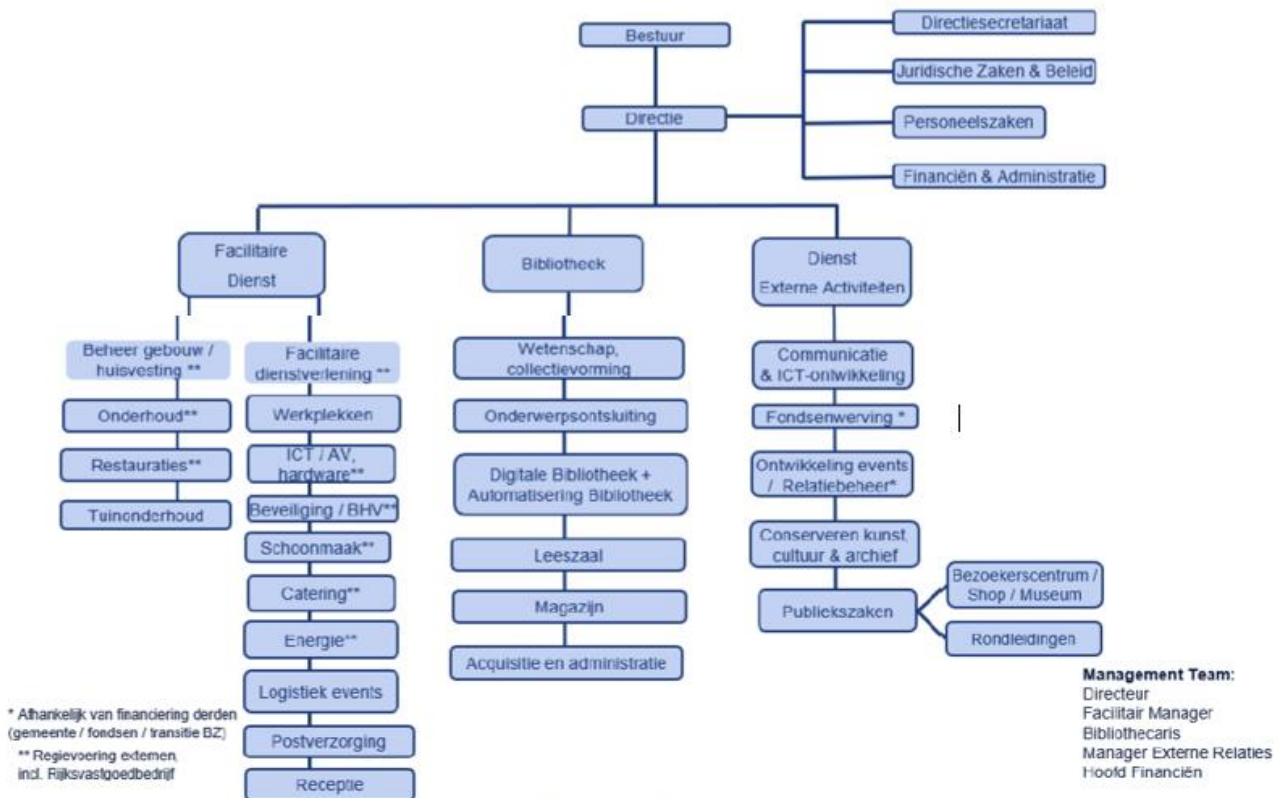 Bestuur
Directie
Directiesecretariaat
Juridische Zaken & Beleid
Personeelszaken
Financiën & Administratie
Facilitaire
Dienst
Beheer gebouw /
huisvesting **
Onderhoud**
Restauraties**
Tuinonderhoud
Facilitaire
dienstverlening **
Werkplekken
ICT / AV,
hardware**
Beveiliging / BHV**
Schoonmaak**
Catering**
Energie**
Logistiek events
Postverzorging
Receptie
Bibliotheek
Wetenschap,
collectievorming
Onderwerpsontsluiting
Digitale Bibliotheek +
Automatisering Bibliotheek
Leeszaal
Magazijn
Acquisitie en administratie
Dienst
Externe Activiteiten
Communicatie
& ICT-ontwikkeling
Fondsenwerving *
Ontwikkeling events
/ Relatiebeheer*
Conserveren kunst,
cultuur & archief
Publiekszaken
Bezoekerscentrum /
Shop / Museum
Rondleidingen
* Afhankelijk van financiering derden
(gemeente / fondsen / transitie BZ)
** Regievoering externen,
incl. Rijksvastgoedbedrijf
Management Team:
Directeur
Facilitair Manager
Bibliothecaris
Manager Externe Relaties
Hoofd Financiën